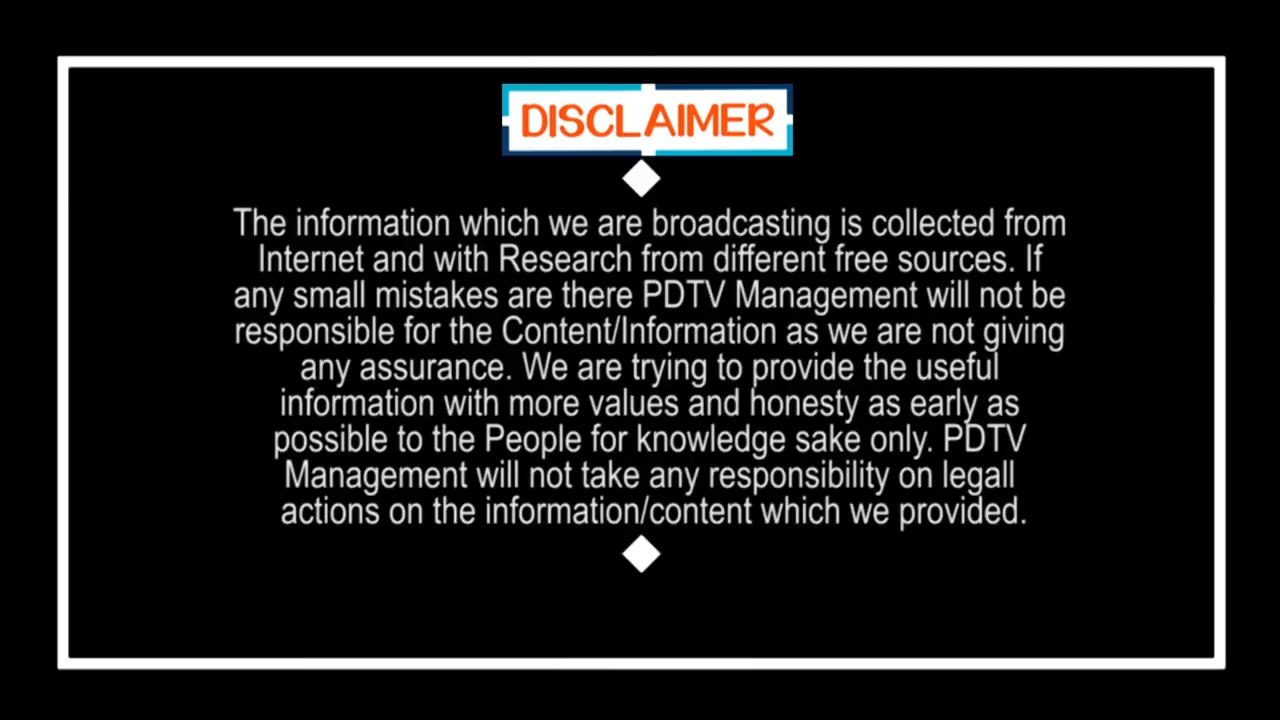 DISCLAIMER
The information which we are broadcasting is collected from
Internet and with Research from different free sources. If
any small mistakes are there PDTV Management will not be
responsible for the Content/Information as we are not giving
any assurance. We are trying to provide the useful
information with more values and honesty as early as
possible to the People for knowledge sake only. PDTV
Management will not take any responsibility on legall
actions on the information/content which we provided.